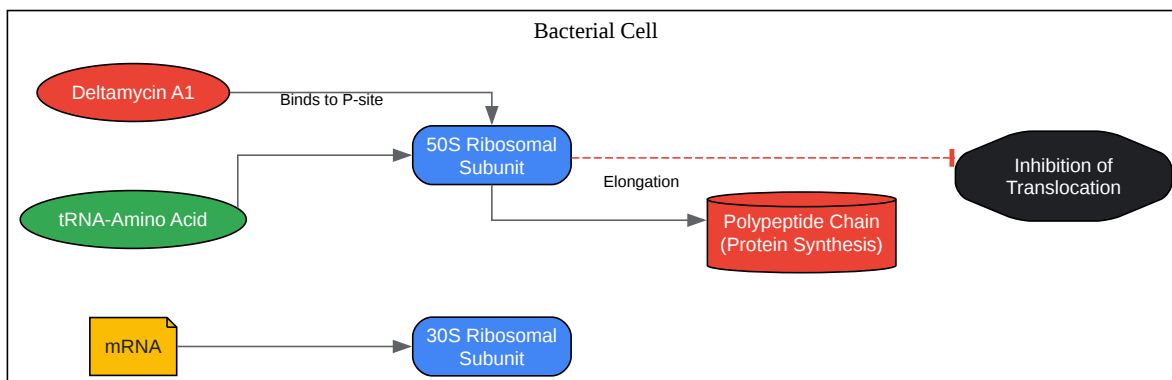 Bacterial Cell
Deltamycin A1
Binds to P-site
50S Ribosomal
Subunit
Inhibition of
Translocation
Elongation
tRNA-Amino Acid
Polypeptide Chain
(Protein Synthesis)
mRNA
30S Ribosomal
Subunit